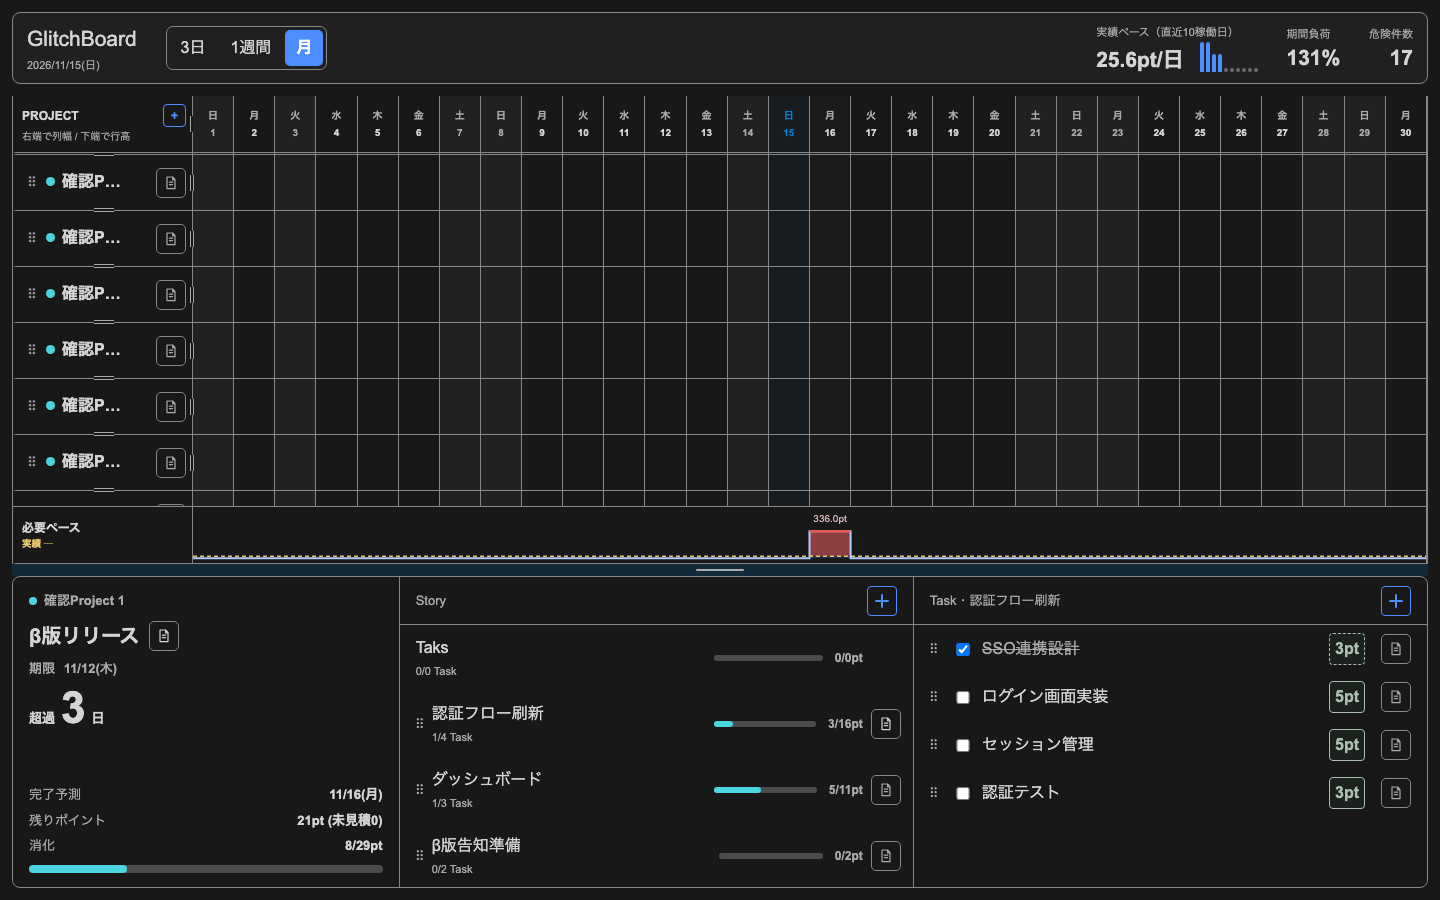 GlitchBoard
2026/11/15(日)
3日 1週間 月
実績ペース（直近10稼働日）
25.6pt/日
期間負荷
131%
危険件数
17
PROJECT
+
右端で列幅 / 下端で行高
日 月 火 水 木 金 土 日 月 火 水 木 金 土 日 月 火 水 木 金 土 日 月 火 水 木 金 土 日 月
1 2 3 4 5 6 7 8 9 10 11 12 13 14 15 16 17 18 19 20 21 22 23 24 25 26 27 28 29 30
確認P...
確認P...
確認P...
確認P...
確認P...
確認P...
必要ペース
実績
336.0pt
確認Project 1
β版リリース
期限 11/12(木)
超過 3 日
完了予測 11/16(月)
残りポイント 21pt (未見積0)
消化 8/29pt
Story
+
Taks
0/0 Task
0/0pt
認証フロー刷新
1/4 Task
3/16pt
ダッシュボード
1/3 Task
5/11pt
β版告知準備
0/2 Task
0/2pt
Task・認証フロー刷新
+
SSO連携設計 3pt
ログイン画面実装 5pt
セッション管理 5pt
認証テスト 3pt